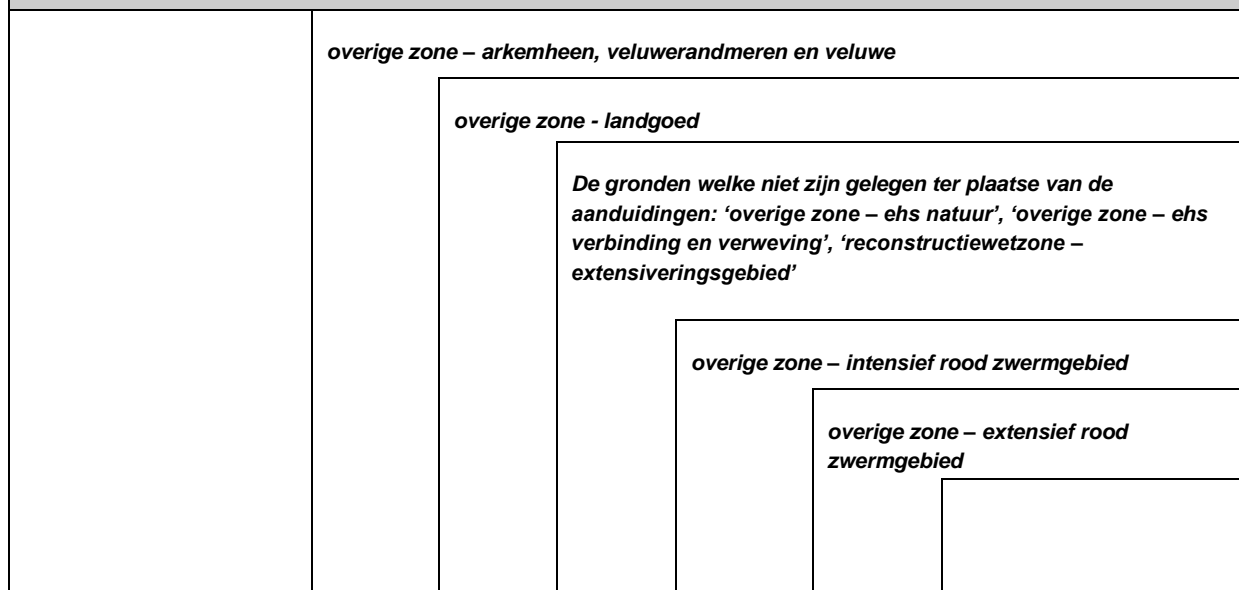 overige zone – arkemheen, veluwerandmeren en veluwe
overige zone - landgoed
De gronden welke niet zijn gelegen ter plaatse van de
aanduidingen: ‘overige zone – ehs natuur’, ‘overige zone – ehs
verbinding en verweving’, ‘reconstructiewetzone –
extensiveringsgebied’
overige zone – intensief rood zwermgebied
overige zone – extensief rood
zwermgebied